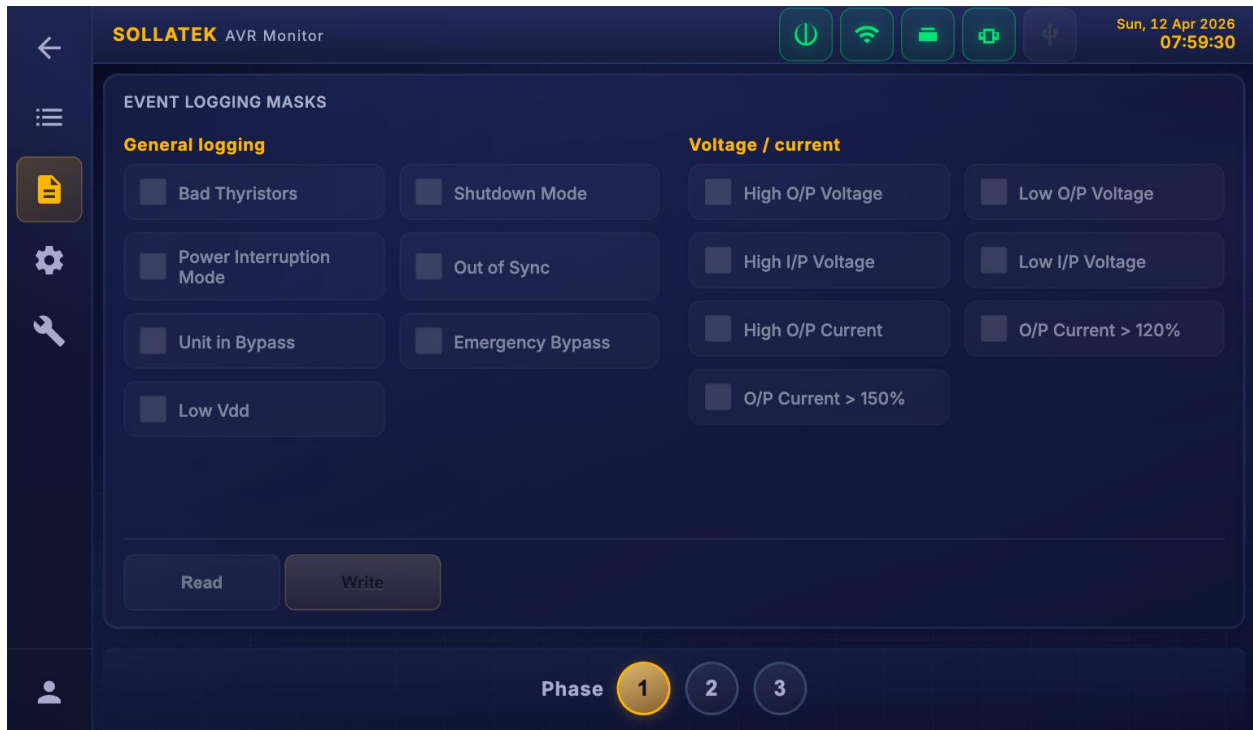 SOLLATEK AVR Monitor
Sun, 12 Apr 2026
07:59:30
EVENT LOGGING MASKS
General logging
Bad Thyristors
Shutdown Mode
Power Interruption
Mode
Out of Sync
Unit in Bypass
Emergency Bypass
Low Vdd
Voltage / current
High O/P Voltage
Low O/P Voltage
High I/P Voltage
Low I/P Voltage
High O/P Current
O/P Current > 120%
O/P Current > 150%
Read
Write
Phase 1 2 3